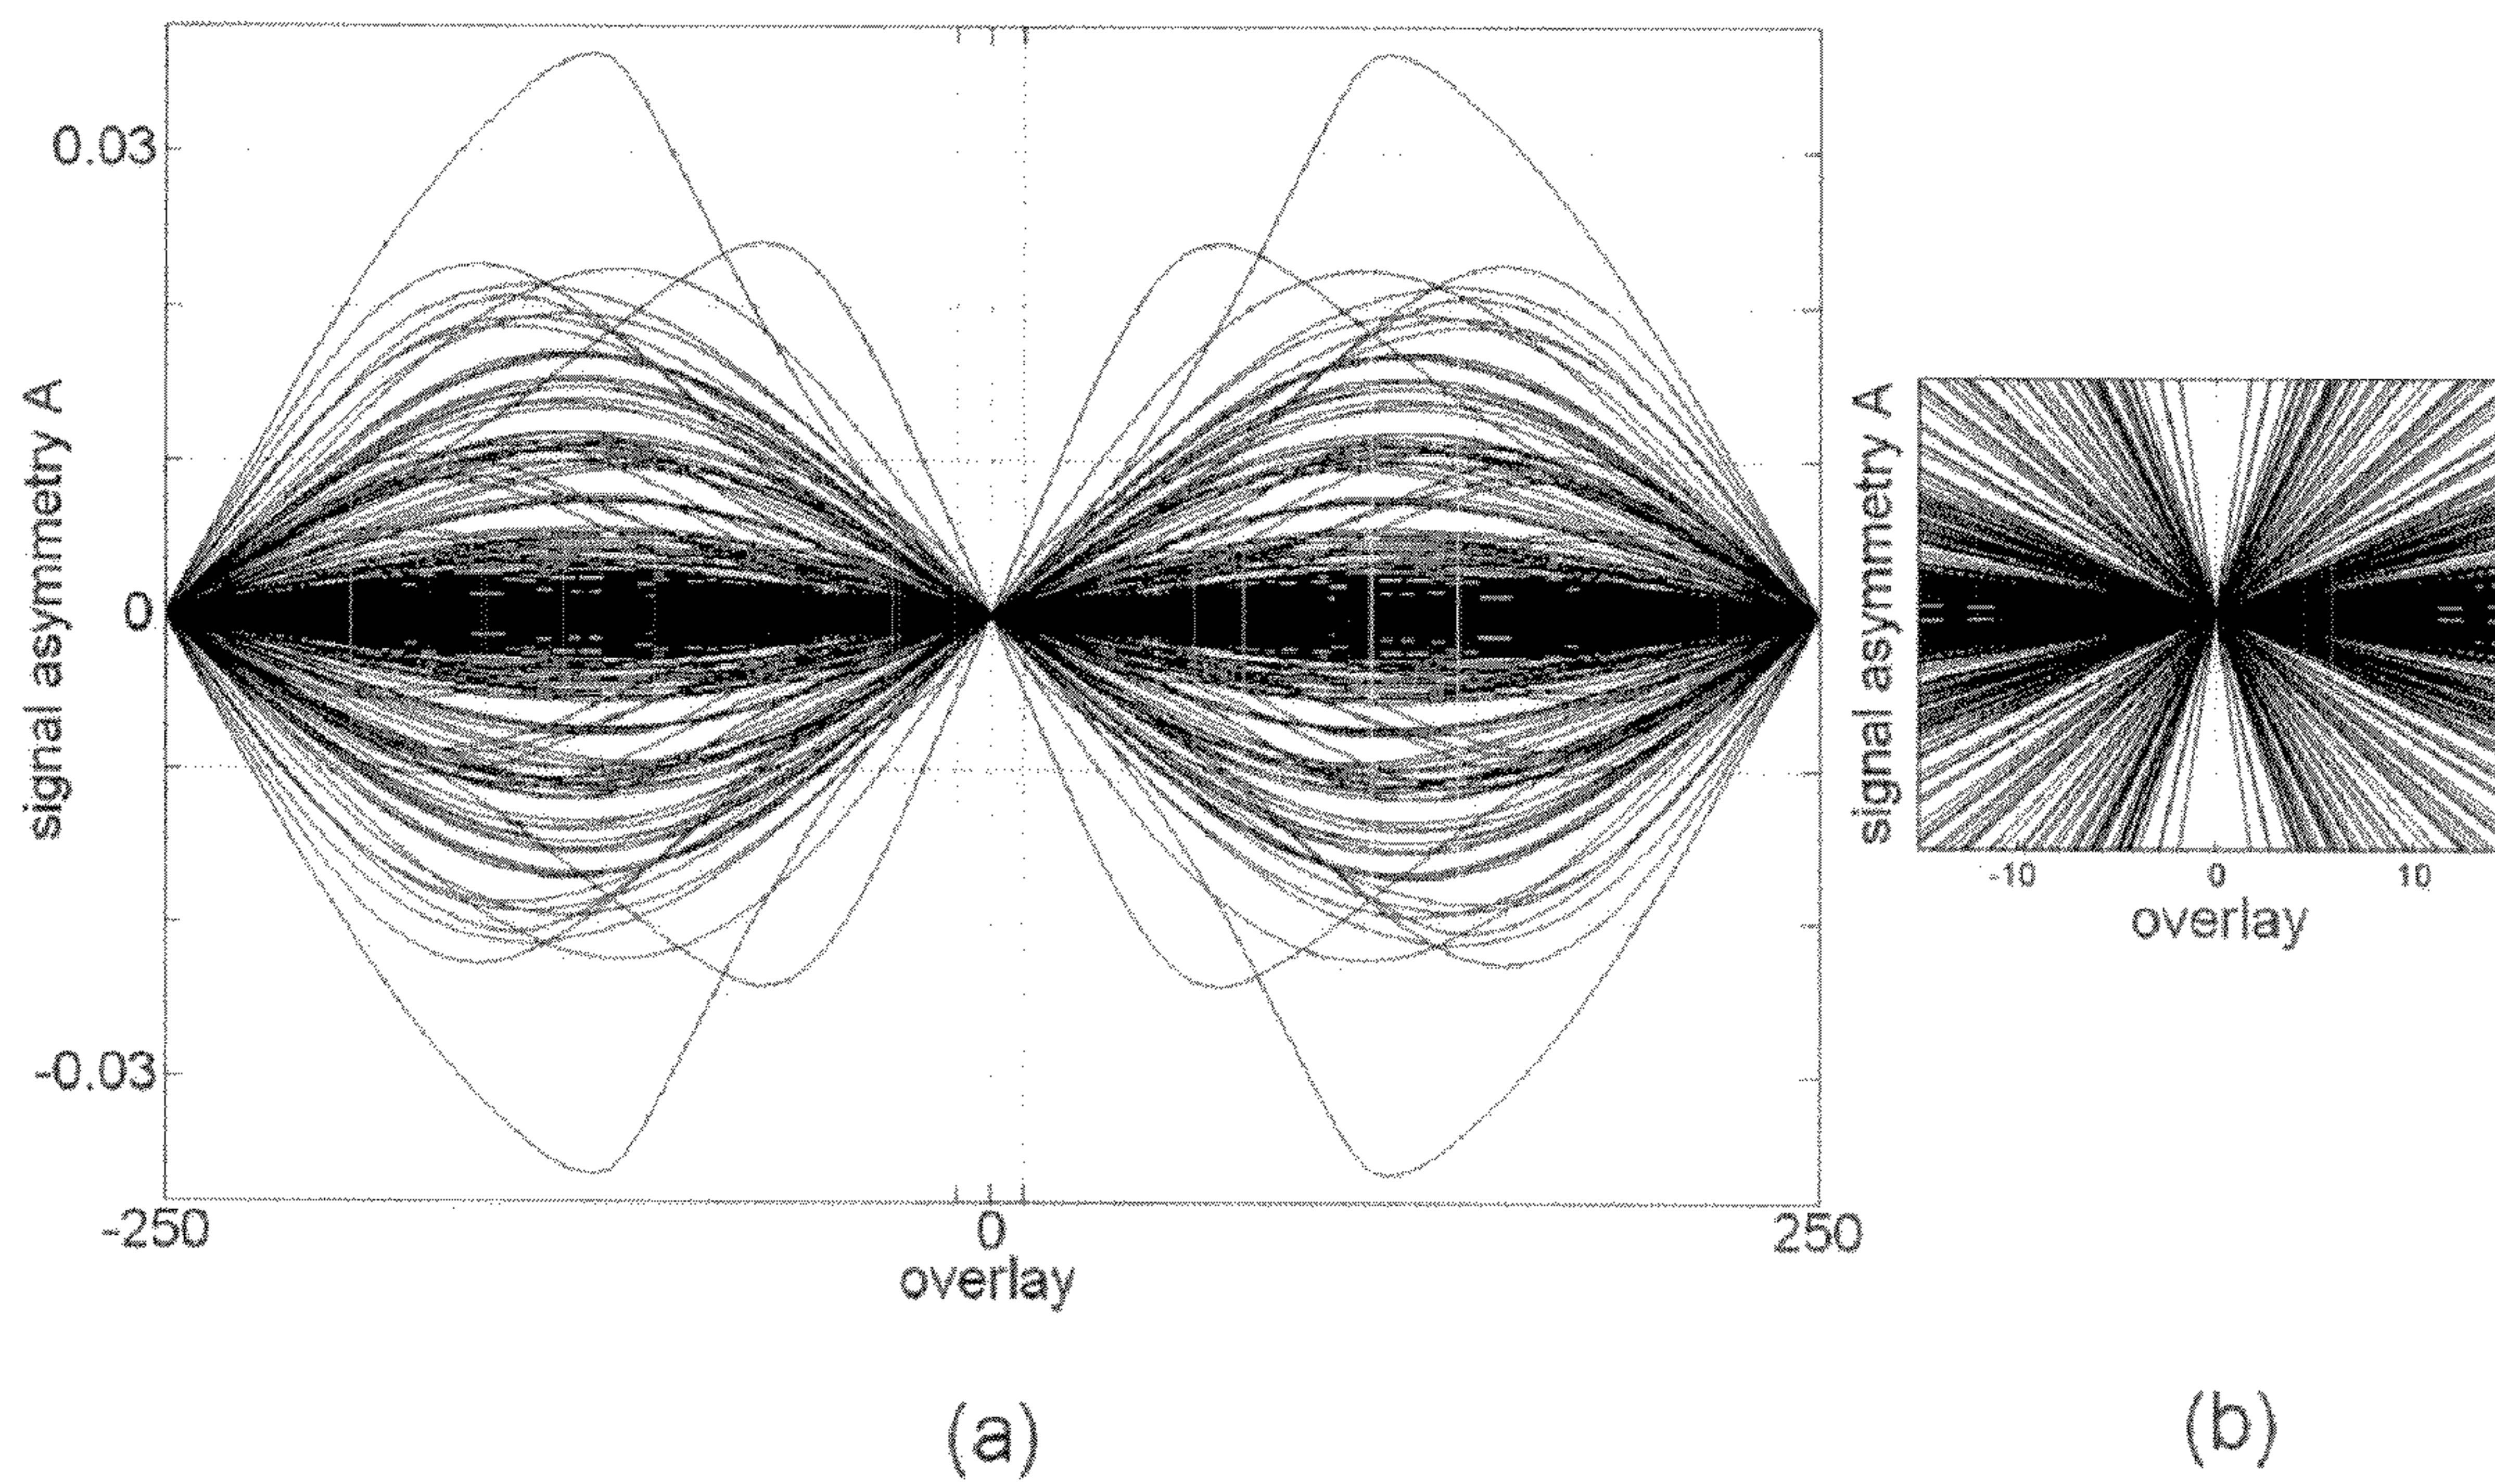 0.03
signal asymmetry A
0
-0.03
-250
0
250
overlay
(a)
signal asymmetry A
-10
0
10
overlay
(b)